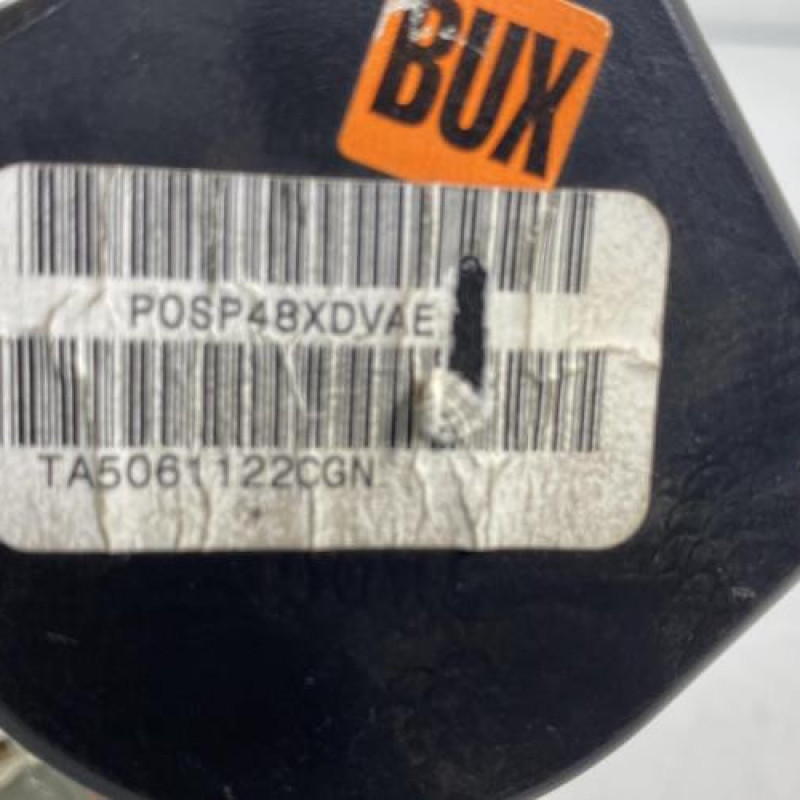 BUX
P0SP48XDVAE
TA5061122CGN